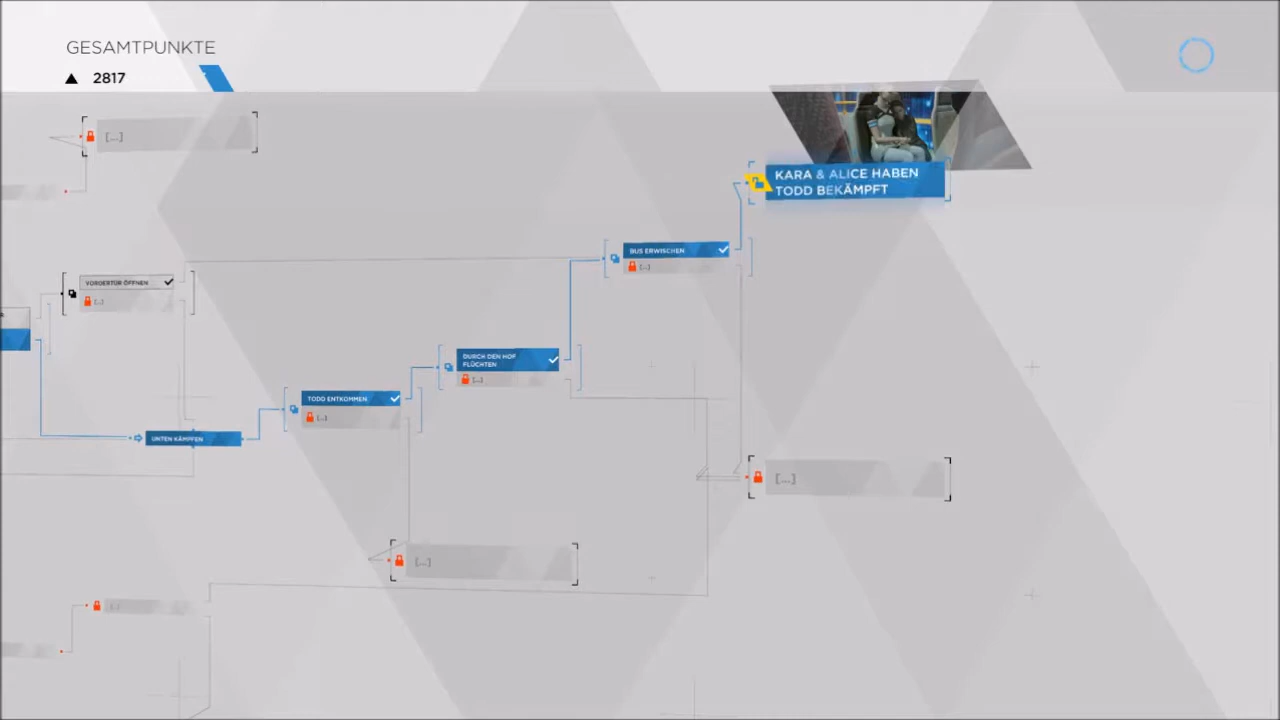 GESAMTPUNKTE
2817
[...]
KARA & ALICE HABEN
TODD BEKÄMPFT
BUS ERWISCHEN
[...]
VORDERTÜR ÖFFNEN
[...]
DURCH DEN HOF
FLÜCHTEN
[...]
TODD ENTKOMMEN
[...]
UNTEN KÄMPFEN
[...]
[...]
[...]